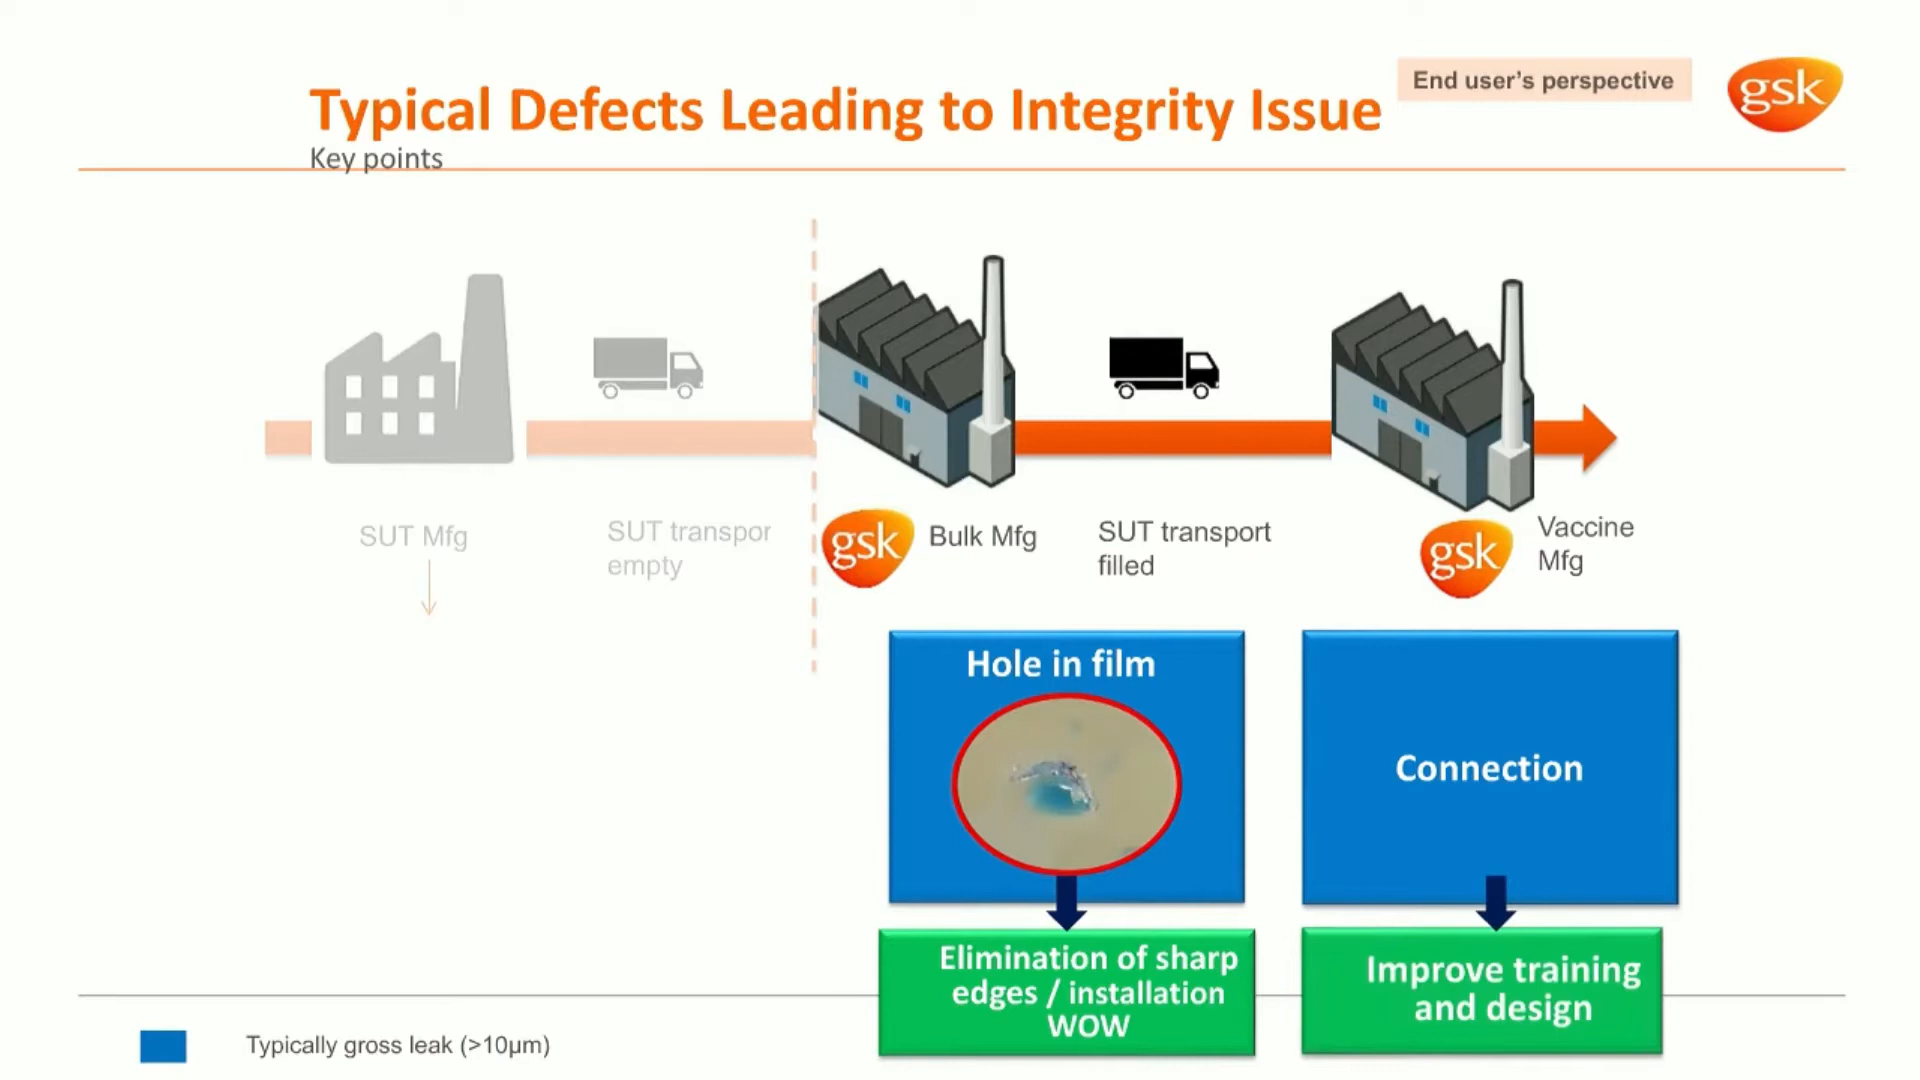 End user's perspective
gsk
Typical Defects Leading to Integrity Issue
Key points
SUT Mfg
SUT transpor
empty
gsk
Bulk Mfg
SUT transport
filled
gsk
Vaccine
Mfg
Hole in film
Connection
Elimination of sharp
edges / installation
WOW
Improve training
and design
Typically gross leak (>10µm)